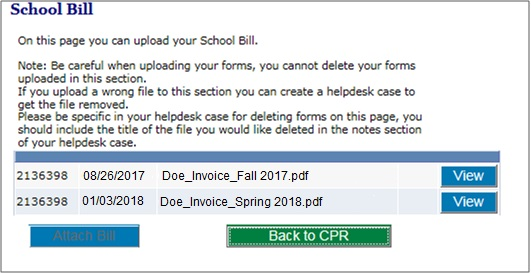 School Bill
On this page you can upload your School Bill.
Note: Be careful when uploading your forms, you cannot delete your forms
uploaded in this section.
If you upload a wrong file to this section you can create a helpdesk case to
get the file removed.
Please be specific in your helpdesk case for deleting forms on this page, you
should include the title of the file you would like deleted in the notes section
of your helpdesk case.
2136398 08/26/2017 Doe_Invoice_Fall 2017.pdf View
2136398 01/03/2018 Doe_Invoice_Spring 2018.pdf View
Attach Bill Back to CPR